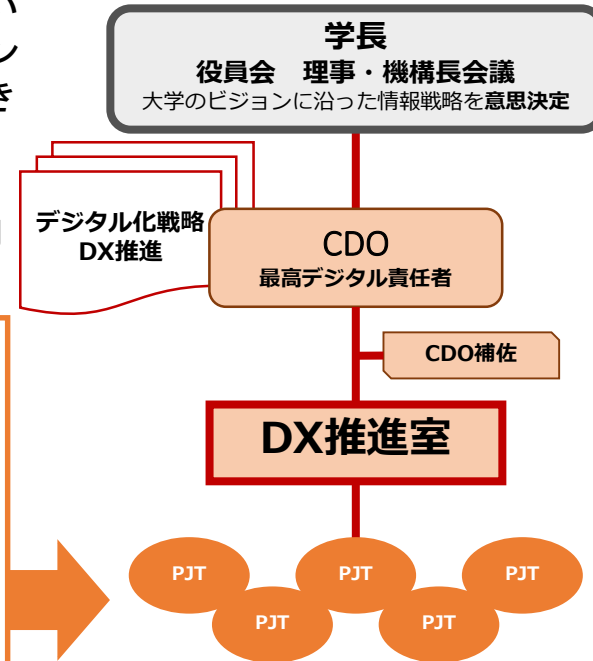 い
し
き
学長
役員会　理事・機構長会議
大学のビジョンに沿った情報戦略を意思決定
デジタル化戦略
DX推進
CDO
最高デジタル責任者
CDO補佐
DX推進室
PJT
PJT
PJT
PJT
PJT